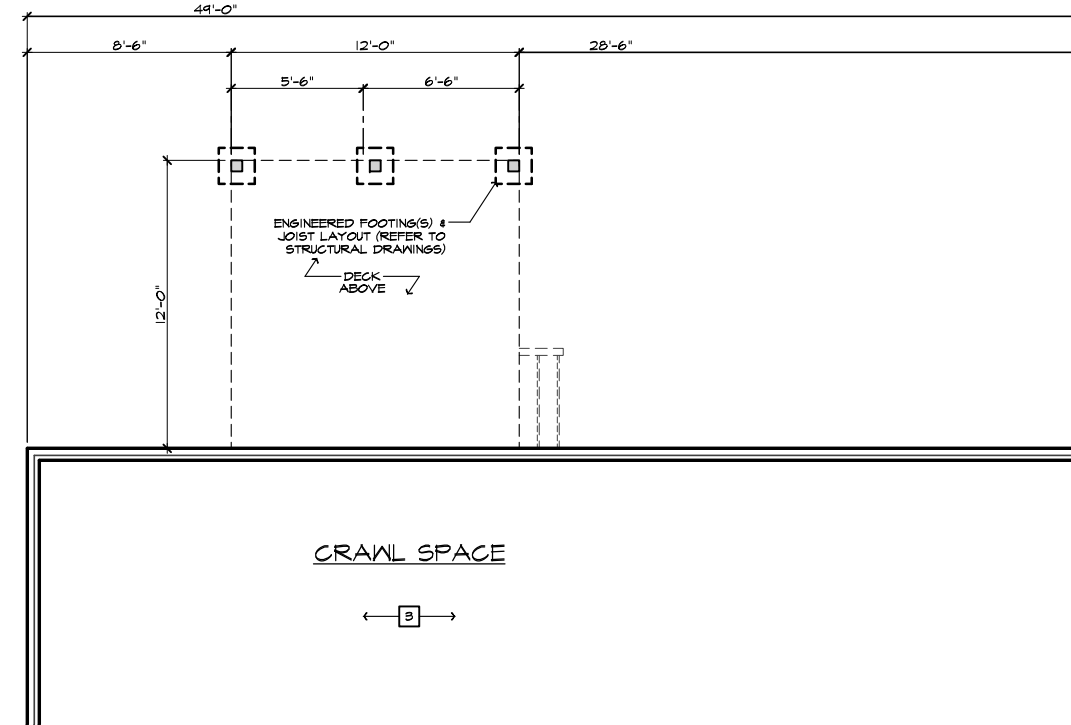 49'-0"
8'-6"
12'-0"
28'-6"
5'-6"
6'-6"
ENGINEERED FOOTING(S) &
JOIST LAYOUT (REFER TO
STRUCTURAL DRAWINGS)
DECK
ABOVE
12'-0"
CRAWL SPACE
3